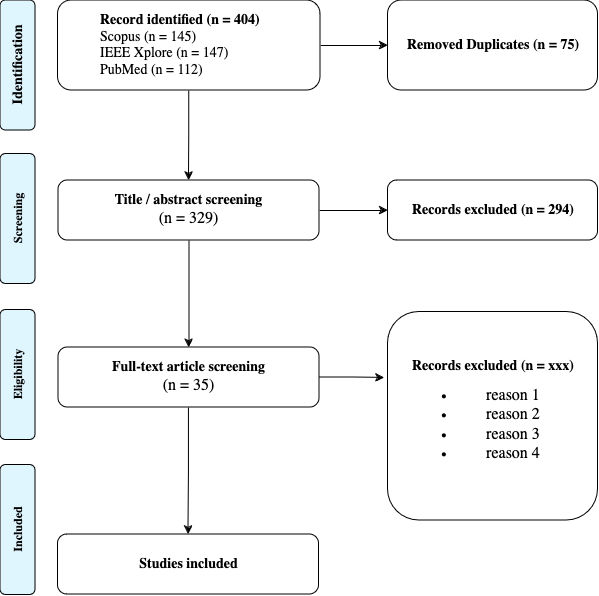 Identification
Record identified (n = 404)
Scopus (n = 145)
IEEE Xplore (n = 147)
PubMed (n = 112)
Removed Duplicates (n = 75)
Screening
Title / abstract screening
(n = 329)
Records excluded (n = 294)
Eligibility
Full-text article screening
(n = 35)
Records excluded (n = xxx)
• reason 1
• reason 2
• reason 3
• reason 4
Included
Studies included